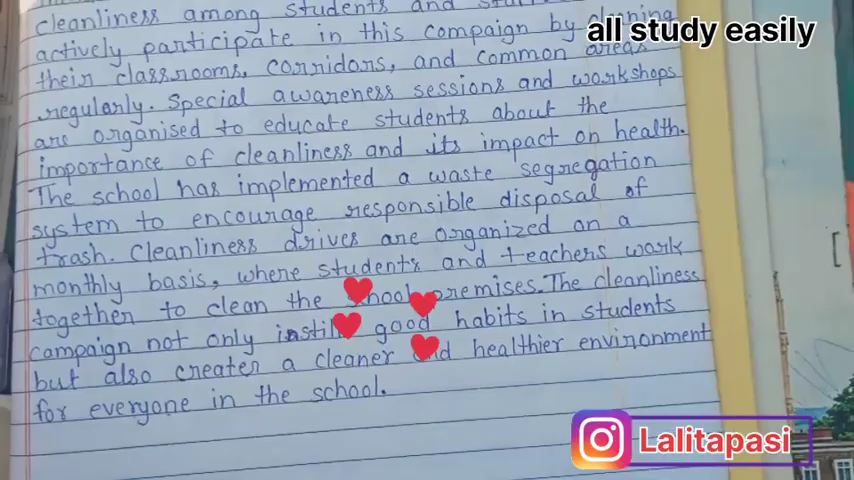 cleanliness among students and
all study easily
actively participate in this campaign by cleaning
their classrooms, corridors, and common areas
regularly. Special awareness sessions and workshops
are organised to educate students about the
importance of cleanliness and its impact on health.
The school has implemented a waste segregation
system to encourage responsible disposal of
trash. Cleanliness drives are organized on a
monthly basis, where students and teachers work
together to clean the school premises. The cleanliness
campaign not only instills good habits in students
but also creates a cleaner and healthier environment
for everyone in the school.
Lalitapasi